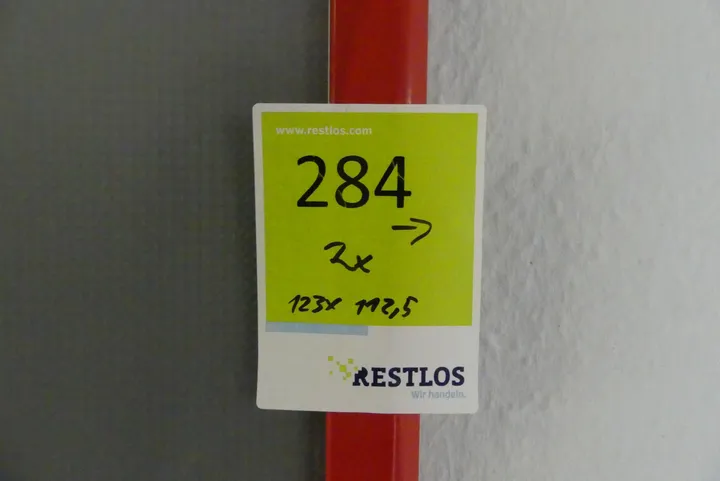 www.restlos.com
284
→
2x
123x 112,5
RESTLOS
Wir handeln.